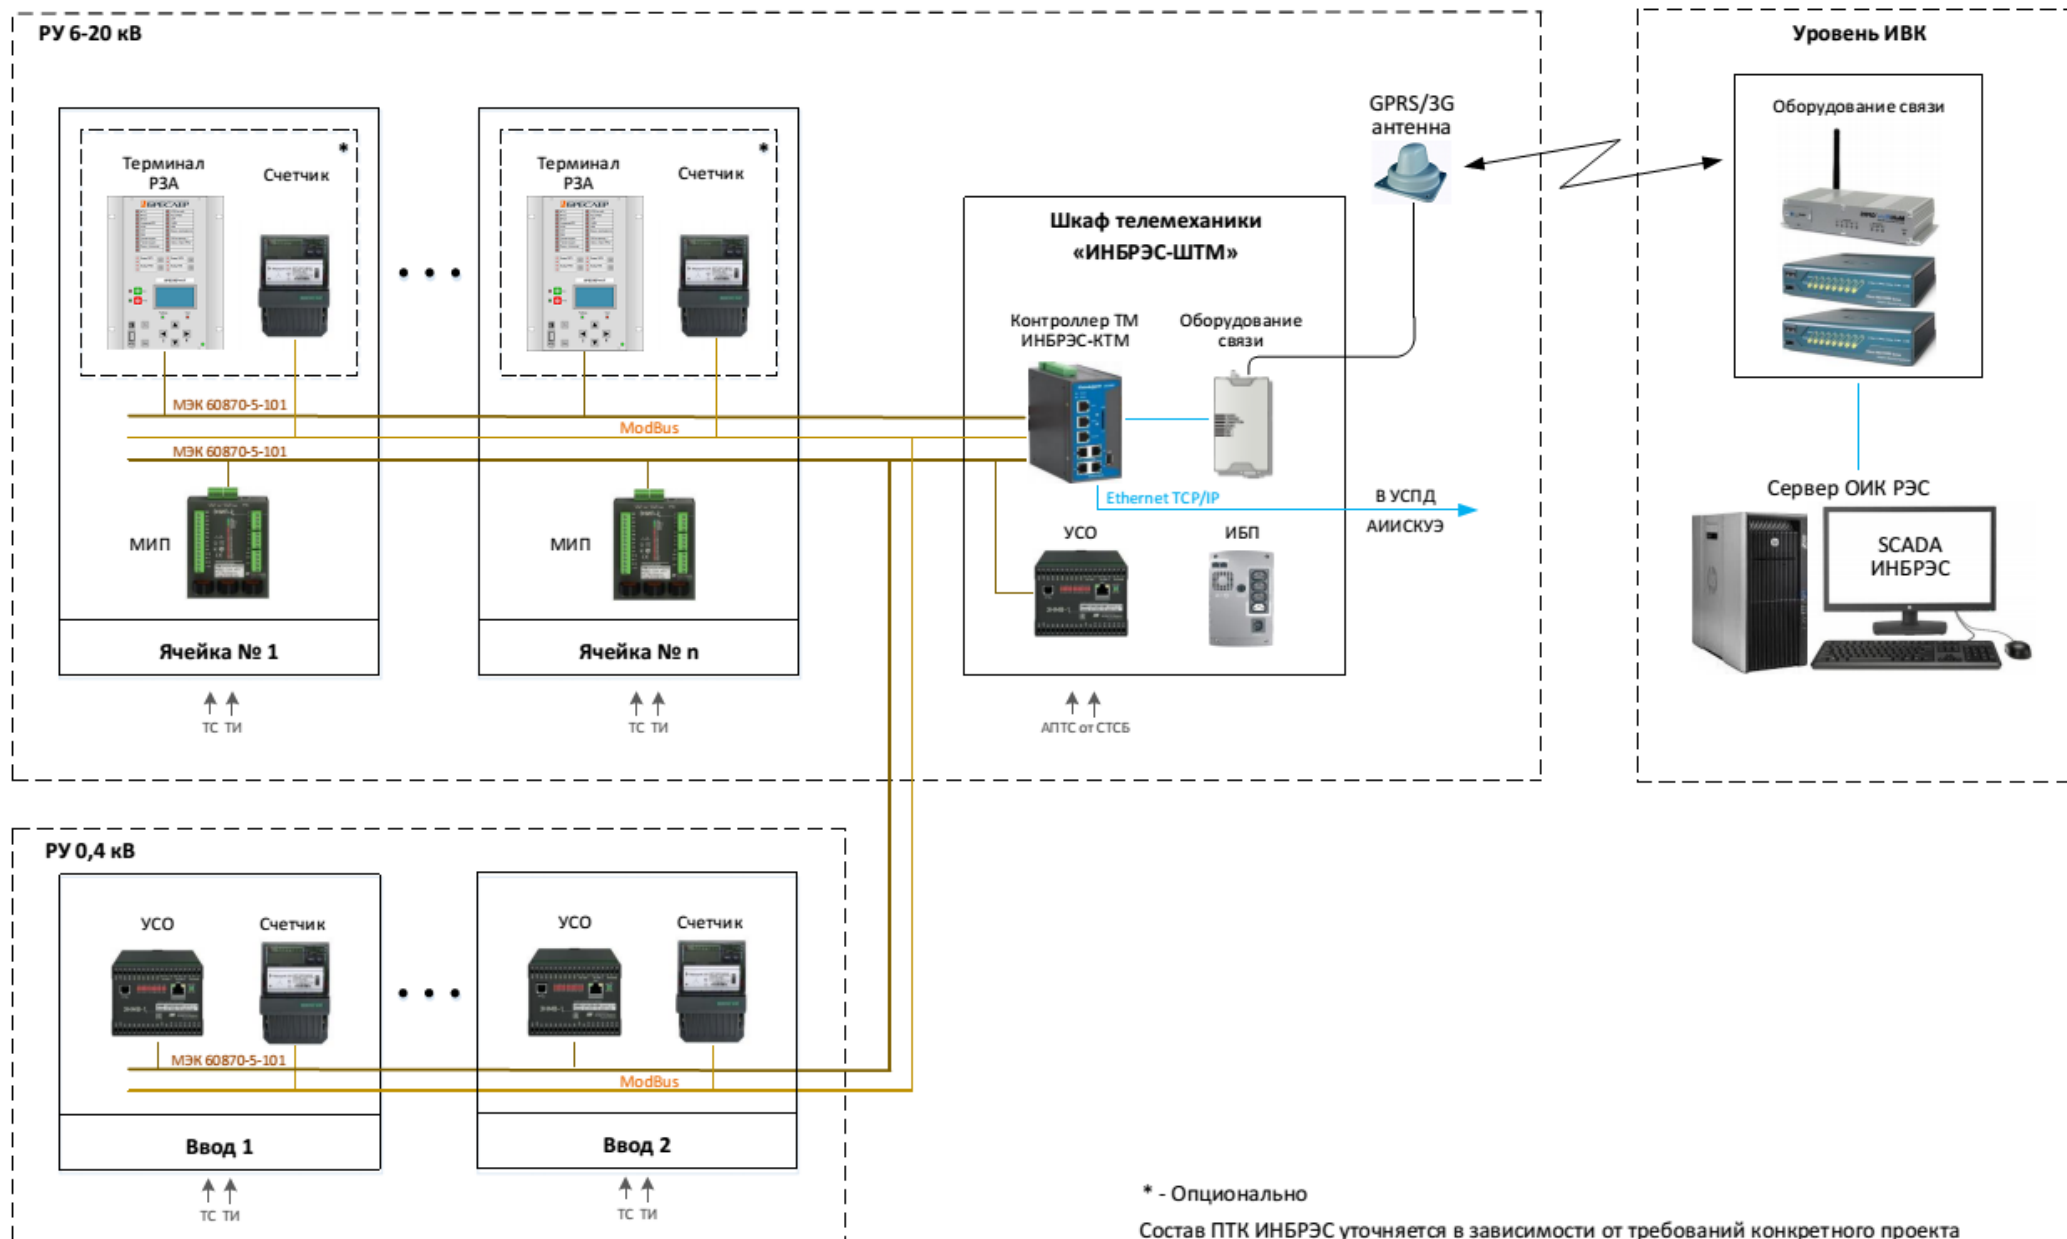 РУ 6-20 кВ
*
Терминал
РЗА
Счетчик
БРЕСЛЕР
МЭК 60870-5-101
МЭК 60870-5-101
МИП
Ячейка № 1
ТС ТИ
*
Терминал
РЗА
Счетчик
БРЕСЛЕР
ModBus
МИП
Ячейка № n
ТС ТИ
GPRS/3G
антенна
Шкаф телемеханики
«ИНБРЭС-ШТМ»
Контроллер ТМ
ИНБРЭС-КТМ
Оборудование
связи
Ethernet TCP/IP
В УСПД
АИИСКУЭ
УСО
ИБП
АПТС от СТСБ
Уровень ИВК
Оборудование связи
Сервер ОИК РЭС
SCADA
ИНБРЭС
РУ 0,4 кВ
УСО
Счетчик
МЭК 60870-5-101
Ввод 1
ТС ТИ
УСО
Счетчик
ModBus
Ввод 2
ТС ТИ
* - Опционально
Состав ПТК ИНБРЭС уточняется в зависимости от требований конкретного проекта